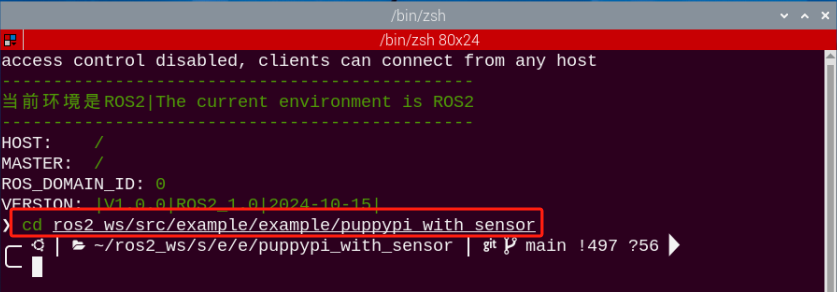 /bin/zsh
/bin/zsh 80x24
access control disabled, clients can connect from any host
-------------------------------------------
当前环境是ROS2|The current environment is ROS2
-------------------------------------------
HOST: /
MASTER: /
ROS_DOMAIN_ID: 0
VERSION: |V1.0.0|ROS2_1.0|2024-10-15|
❯ cd ros2_ws/src/example/example/puppypi_with_sensor
~/ros2_ws/s/e/e/puppypi_with_sensor | git main !497 ?56